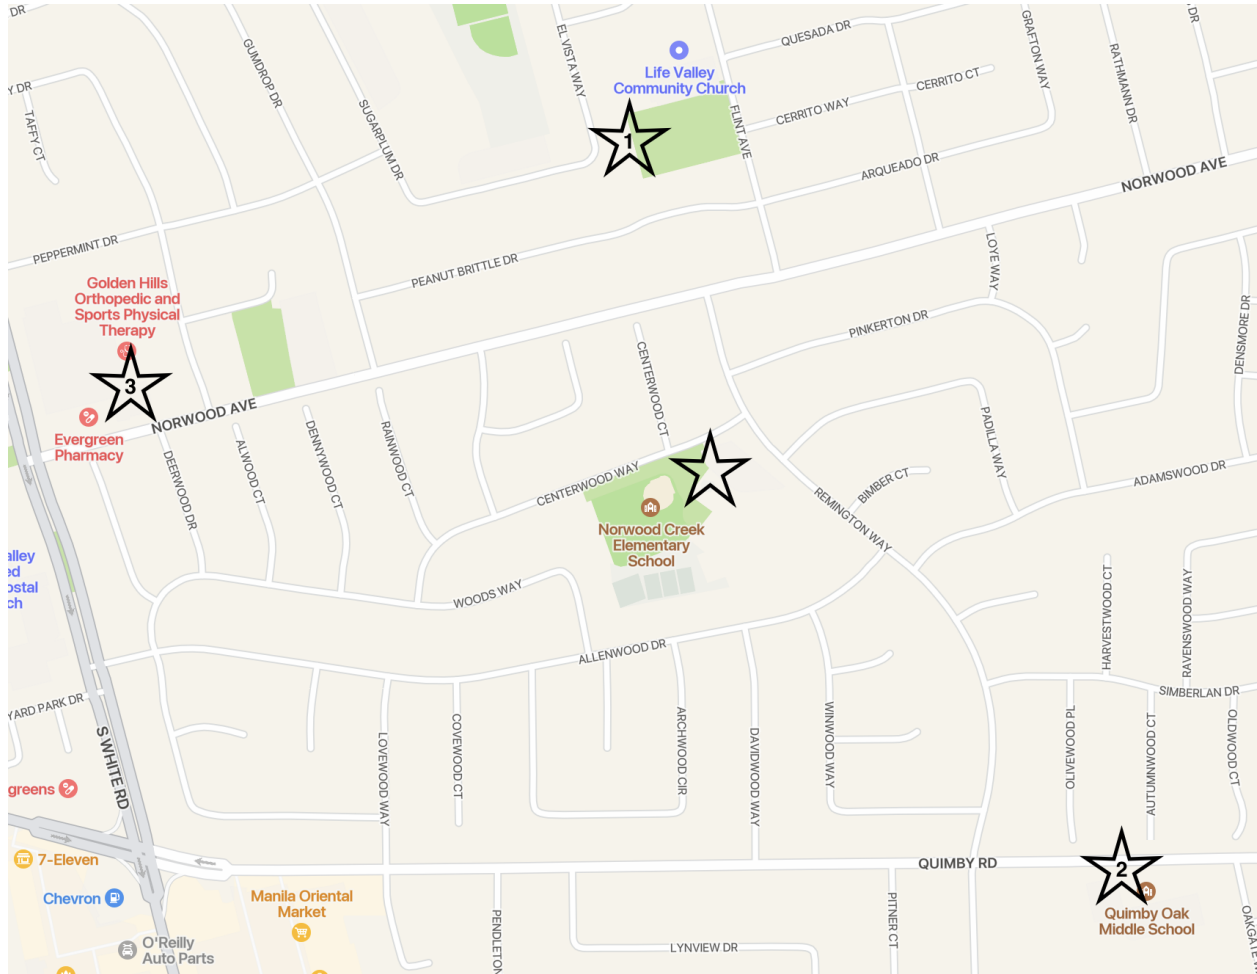 DR
GUMDROP DR
EL VISTA WAY
QUESADA DR
GRAFTON WAY
DR
Life Valley
Community Church
RATHMANN DR
CERRITO CT
Y DR
TAFFY CT
SUGARPLUM DR
1
FLINT AVE
CERRITO WAY
ARQUEADO DR
NORWOOD AVE
PEPPERMINT DR
PEANUT BRITTLE DR
LOYE WAY
Golden Hills
Orthopedic and
Sports Physical
Therapy
PINKERTON DR
DENSMORE DR
CENTERWOOD CT
3
NORWOOD AVE
Evergreen
Pharmacy
DEERWOOD DR
ALWOOD CT
DENNYWOOD CT
RAINWOOD CT
PADILLA WAY
CENTERWOOD WAY
BIMBER CT
ADAMSWOOD DR
REMINGTON WAY
Norwood Creek
Elementary
School
alley
ed
ostal
ch
WOODS WAY
HARVESTWOOD CT
RAVENSWOOD WAY
ALLENWOOD DR
SIMBERLAN DR
YARD PARK DR
S WHITE RD
LOVEWOOD WAY
COVEWOOD CT
ARCHWOOD CIR
DAVIDWOOD WAY
WINWOOD WAY
OLIVEWOOD PL
AUTUMNWOOD CT
OLDWOOD CT
greens
7-Eleven
QUIMBY RD
2
Chevron
Manila Oriental
Market
PENDLETON
PITNER CT
Quimby Oak
Middle School
OAKGATE W
O'Reilly
Auto Parts
LYNVIEW DR